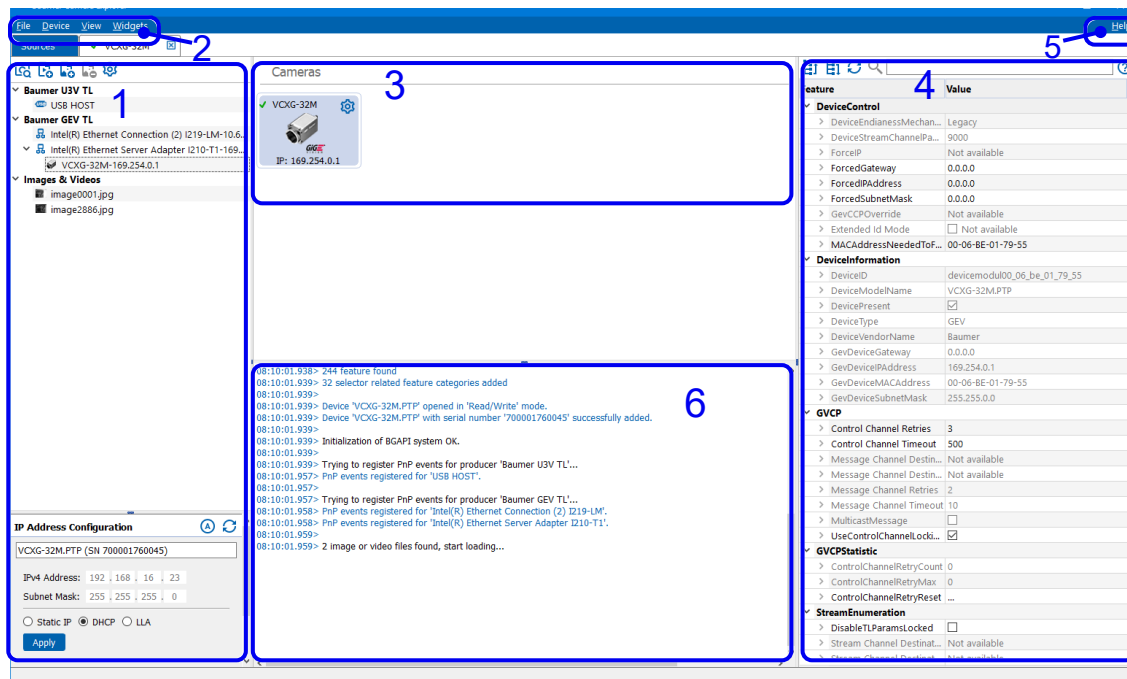 File Device View Widgets
2
5
Help
Sources
VCXG-32M
1
Baumer U3V TL
USB HOST
Baumer GEV TL
Intel(R) Ethernet Connection (2) I219-LM-10.6...
Intel(R) Ethernet Server Adapter I210-T1-169...
VCXG-32M-169.254.0.1
Images & Videos
image0001.jpg
image2886.jpg
IP Address Configuration
A
VCXG-32M.PTP (SN 700001760045)
IPv4 Address: 192 . 168 . 16 . 23
Subnet Mask: 255 . 255 . 255 . 0
Static IP DHCP LLA
Apply
Cameras
3
VCXG-32M
GIGE
IP: 169.254.0.1
08:10:01.938> 244 feature found
08:10:01.939> 32 selector related feature categories added
08:10:01.939>
08:10:01.939> Device 'VCXG-32M.PTP' opened in 'Read/Write' mode.
08:10:01.939> Device 'VCXG-32M.PTP' with serial number '700001760045' successfully added.
08:10:01.939>
08:10:01.939> Initialization of BGAPI system OK.
08:10:01.939>
08:10:01.939> Trying to register PnP events for producer 'Baumer U3V TL'...
08:10:01.957> PnP events registered for 'USB HOST'.
08:10:01.957>
08:10:01.957> Trying to register PnP events for producer 'Baumer GEV TL'...
08:10:01.958> PnP events registered for 'Intel(R) Ethernet Connection (2) I219-LM'.
08:10:01.958> PnP events registered for 'Intel(R) Ethernet Server Adapter I210-T1'.
08:10:01.959>
08:10:01.959> 2 image or video files found, start loading...
6
4
eature Value
DeviceControl
DeviceEndianessMechan... Legacy
DeviceStreamChannelPa... 9000
ForceIP Not available
ForcedGateway 0.0.0.0
ForcedIPAddress 0.0.0.0
ForcedSubnetMask 0.0.0.0
GevCCPOverride Not available
Extended Id Mode Not available
MACAddressNeededToF... 00-06-BE-01-79-55
DeviceInformation
DeviceID devicemodul00_06_be_01_79_55
DeviceModelName VCXG-32M.PTP
DevicePresent
DeviceType GEV
DeviceVendorName Baumer
GevDeviceGateway 0.0.0.0
GevDeviceIPAddress 169.254.0.1
GevDeviceMACAddress 00-06-BE-01-79-55
GevDeviceSubnetMask 255.255.0.0
GVCP
Control Channel Retries 3
Control Channel Timeout 500
Message Channel Destin... Not available
Message Channel Destin... Not available
Message Channel Retries 2
Message Channel Timeout 10
MulticastMessage
UseControlChannelLocki...
GVCPStatistic
ControlChannelRetryCount 0
ControlChannelRetryMax 0
ControlChannelRetryReset ...
StreamEnumeration
DisableTLParamsLocked
Stream Channel Destinat... Not available
Stream Channel Destinat... Not available